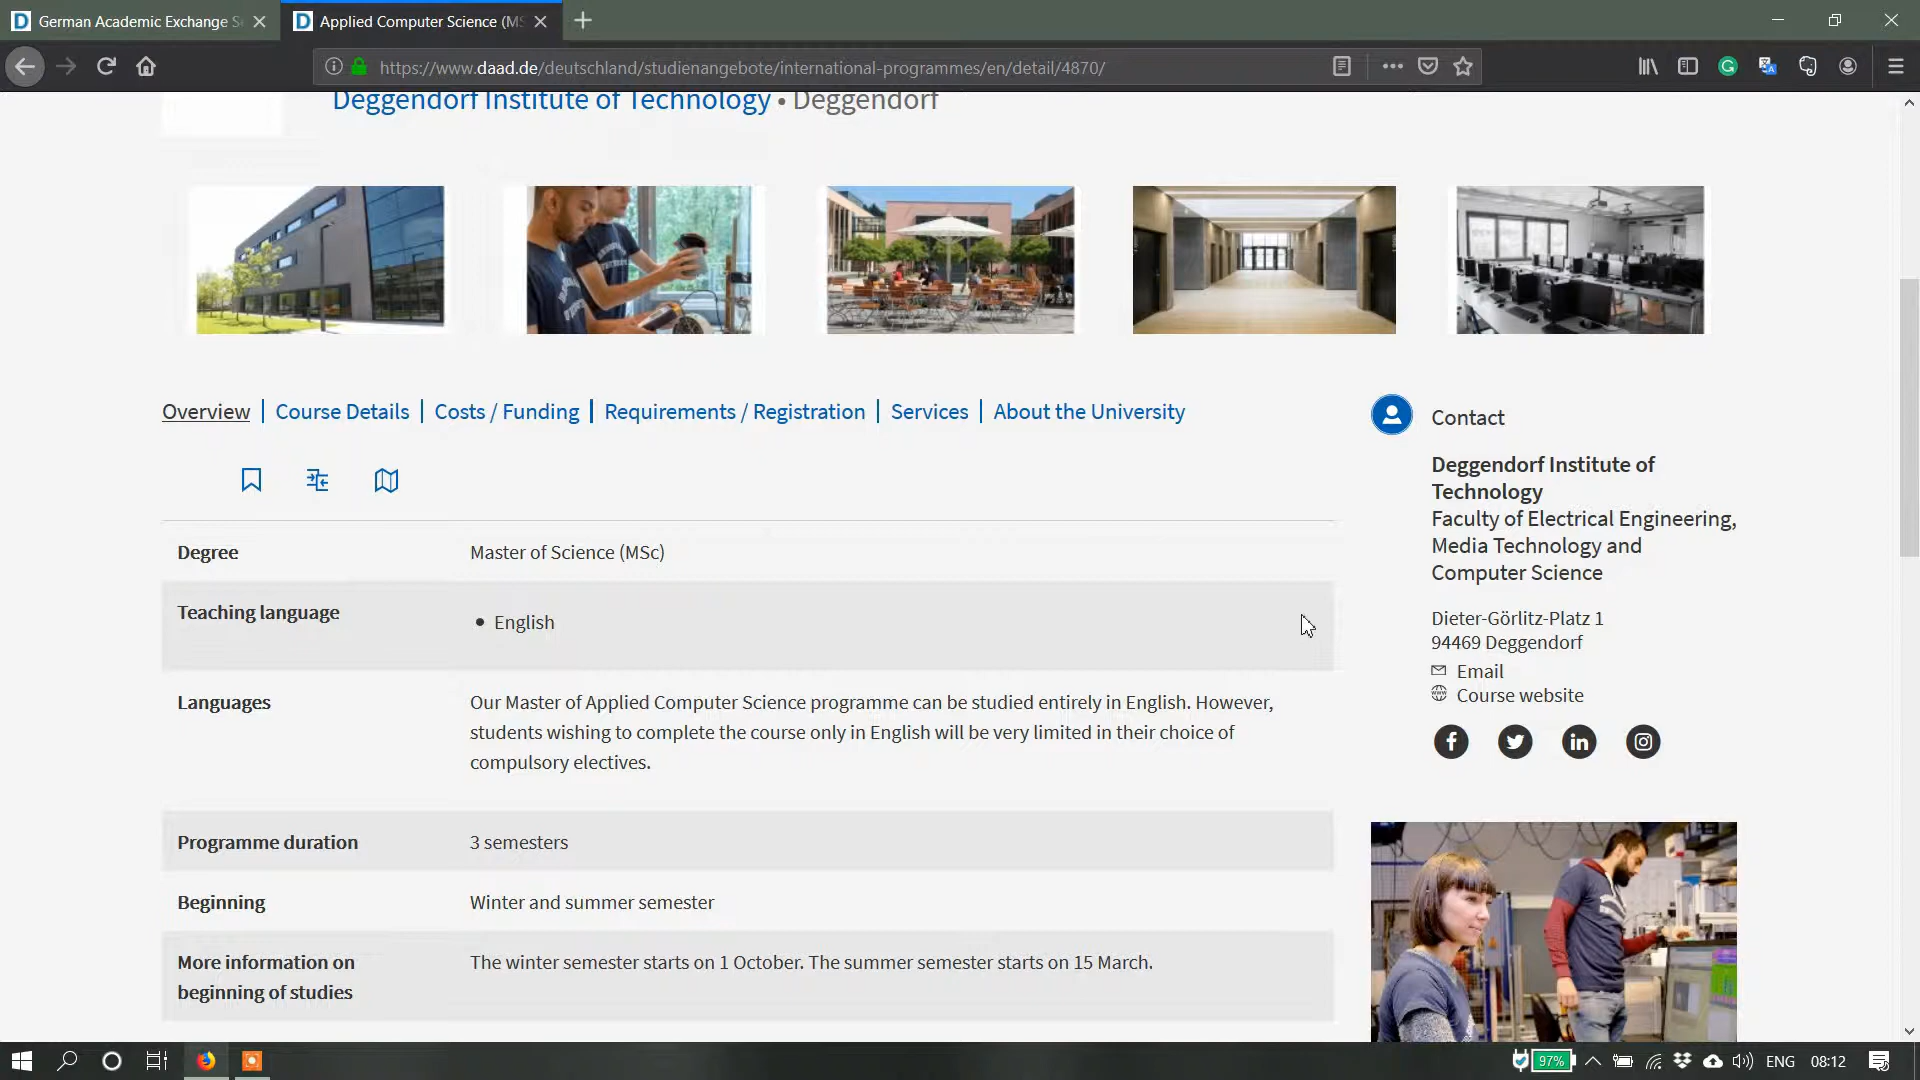 German Academic Exchange S
Applied Computer Science (MS
https://www.daad.de/deutschland/studienangebote/international-programmes/en/detail/4870/
Deggendorf Institute of Technology • Deggendorf
Overview | Course Details | Costs / Funding | Requirements / Registration | Services | About the University
Degree Master of Science (MSc)
Teaching language • English
Languages Our Master of Applied Computer Science programme can be studied entirely in English. However,
students wishing to complete the course only in English will be very limited in their choice of
compulsory electives.
Programme duration 3 semesters
Beginning Winter and summer semester
More information on The winter semester starts on 1 October. The summer semester starts on 15 March.
beginning of studies
Contact
Deggendorf Institute of
Technology
Faculty of Electrical Engineering,
Media Technology and
Computer Science
Dieter-Görlitz-Platz 1
94469 Deggendorf
Email
Course website
97% ENG 08:12